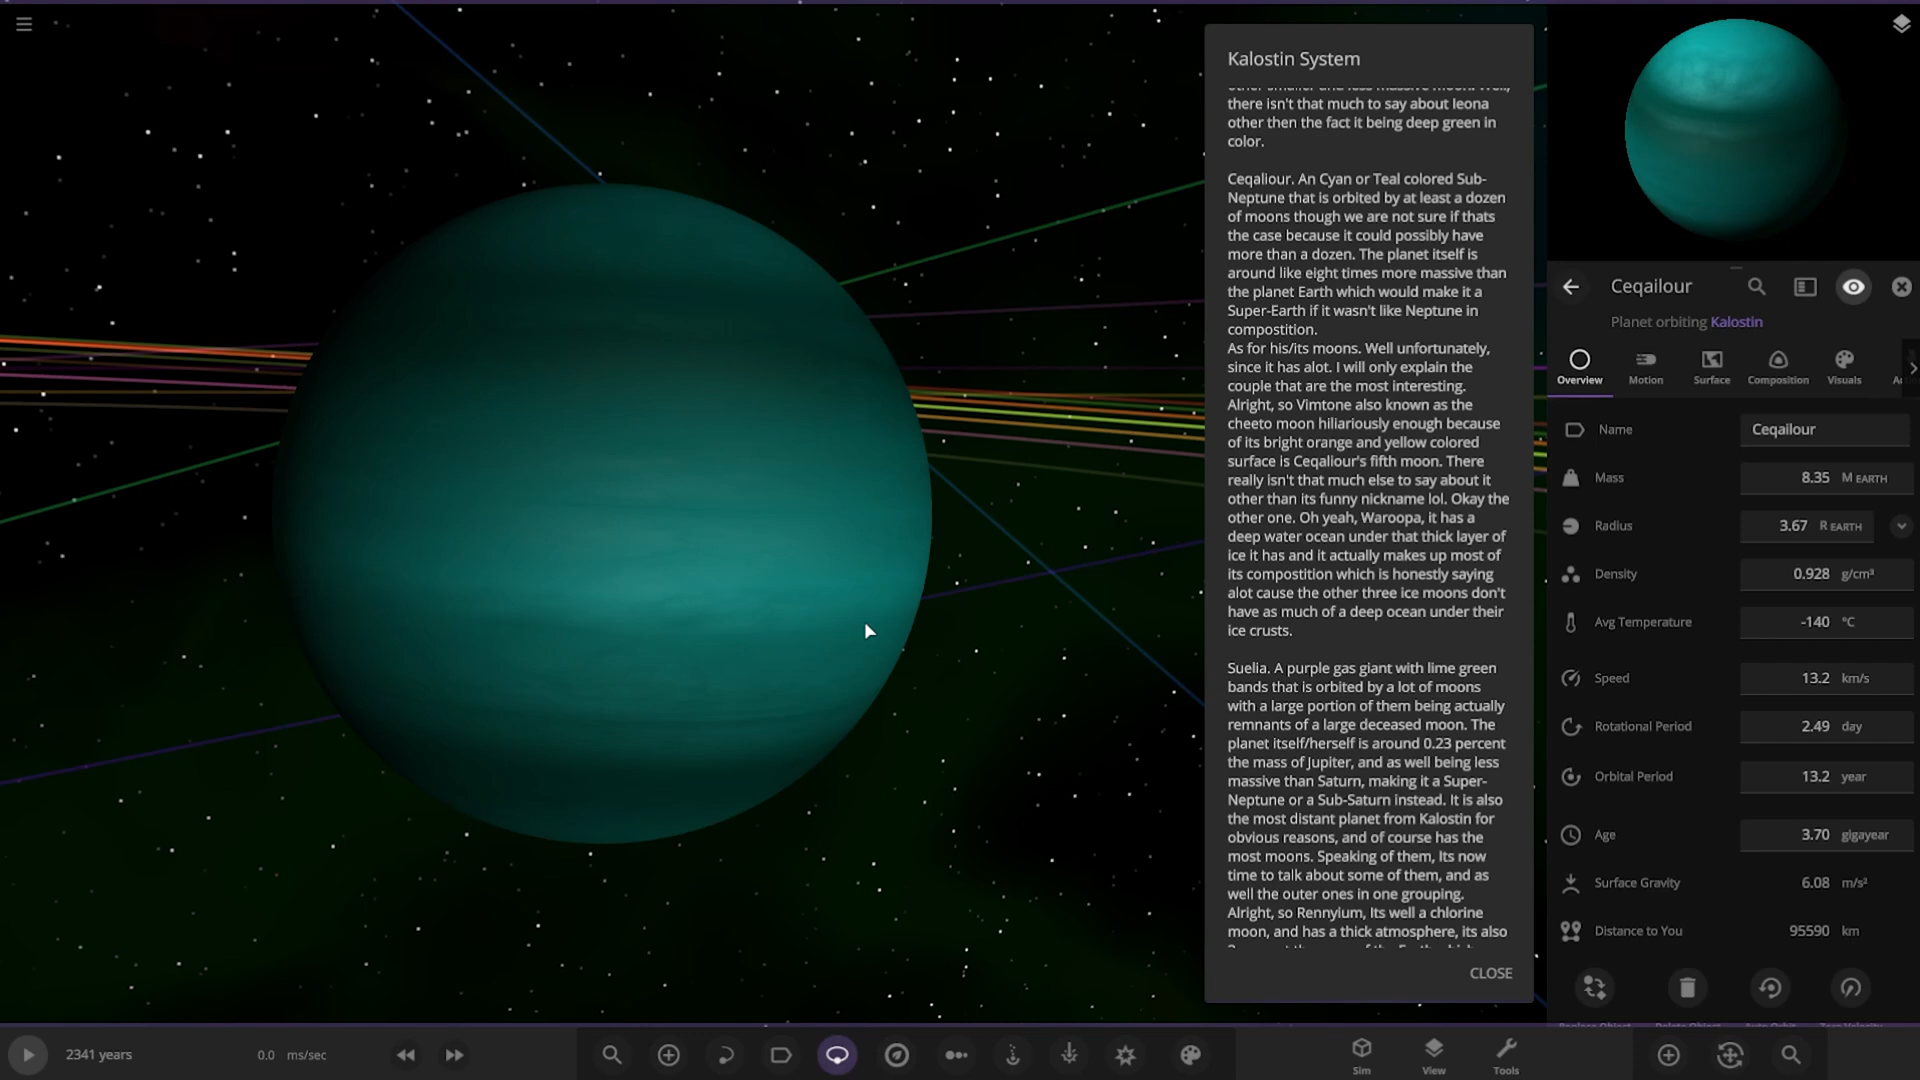 Kalostin System
other smaller and less massive moon. Well,
there isn't that much to say about leona
other then the fact it being deep green in
color.
Ceqaliour. An Cyan or Teal colored Sub-
Neptune that is orbited by at least a dozen
of moons though we are not sure if thats
the case because it could possibly have
more than a dozen. The planet itself is
around like eight times more massive than
the planet Earth which would make it a
Super-Earth if it wasn't like Neptune in
compostition.
As for his/its moons. Well unfortunately,
since it has alot. I will only explain the
couple that are the most interesting.
Alright, so Vimtone also known as the
cheeto moon hiliariously enough because
of its bright orange and yellow colored
surface is Ceqaliour's fifth moon. There
really isn't that much else to say about it
other than its funny nickname lol. Okay the
other one. Oh yeah, Waroopa, it has a
deep water ocean under that thick layer of
ice it has and it actually makes up most of
its compostition which is honestly saying
alot cause the other three ice moons don't
have as much of a deep ocean under their
ice crusts.
Suelia. A purple gas giant with lime green
bands that is orbited by a lot of moons
with a large portion of them being actually
remnants of a large deceased moon. The
planet itself/herself is around 0.23 percent
the mass of Jupiter, and as well being less
massive than Saturn, making it a Super-
Neptune or a Sub-Saturn instead. It is also
the most distant planet from Kalostin for
obvious reasons, and of course has the
most moons. Speaking of them, Its now
time to talk about some of them, and as
well the outer ones in one grouping.
Alright, so Rennyium, Its well a chlorine
moon, and has a thick atmosphere, its also
CLOSE
Ceqailour
Planet orbiting Kalostin
Overview Motion Surface Composition Visuals
Name Ceqailour
Mass 8.35 M EARTH
Radius 3.67 R EARTH
Density 0.928 g/cm³
Avg Temperature -140 °C
Speed 13.2 km/s
Rotational Period 2.49 day
Orbital Period 13.2 year
Age 3.70 gigayear
Surface Gravity 6.08 m/s²
Distance to You 95590 km
2341 years 0.0 ms/sec
Sim View Tools